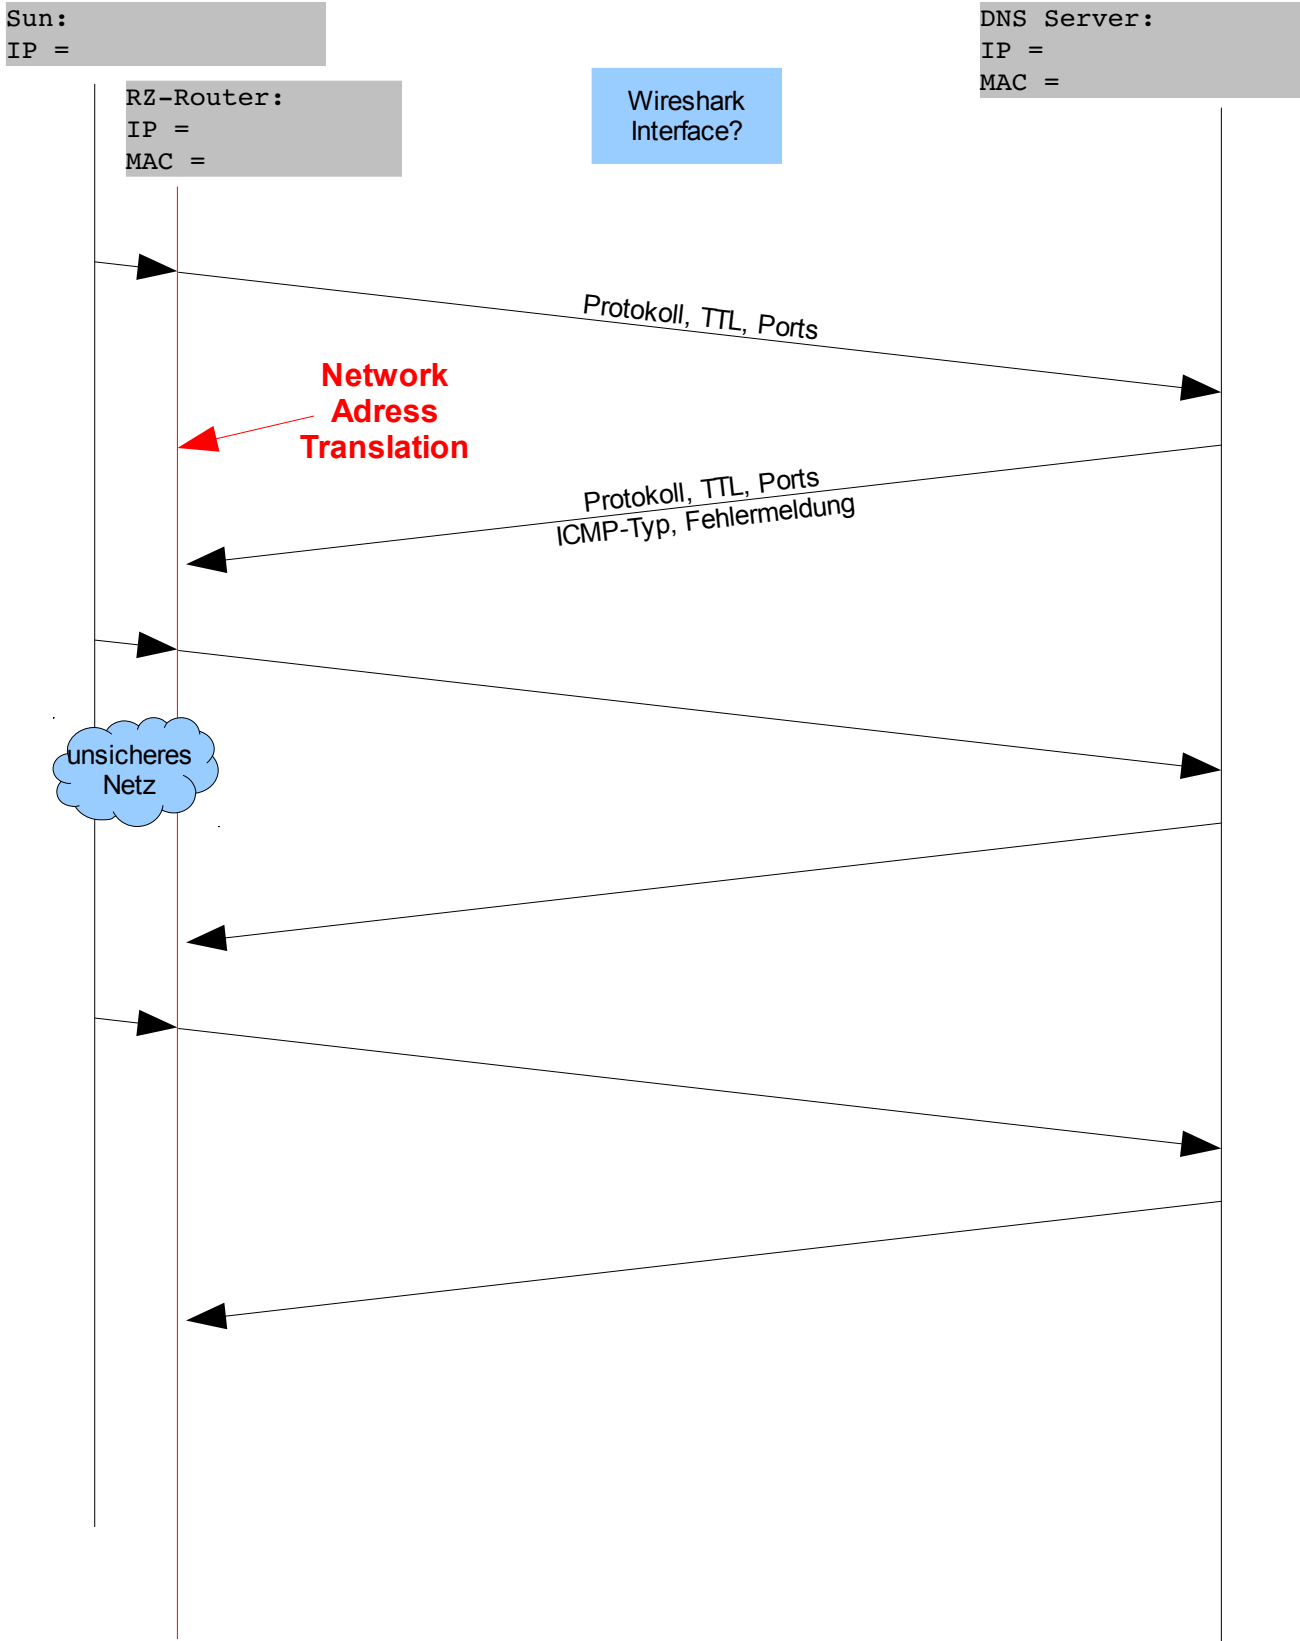 Sun:
IP =
DNS Server:
IP =
MAC =
RZ-Router:
IP =
MAC =
Wireshark
Interface?
Protokoll, TTL, Ports
Network
Adress
Translation
Protokoll, TTL, Ports
ICMP-Typ, Fehlermeldung
unsicheres
Netz